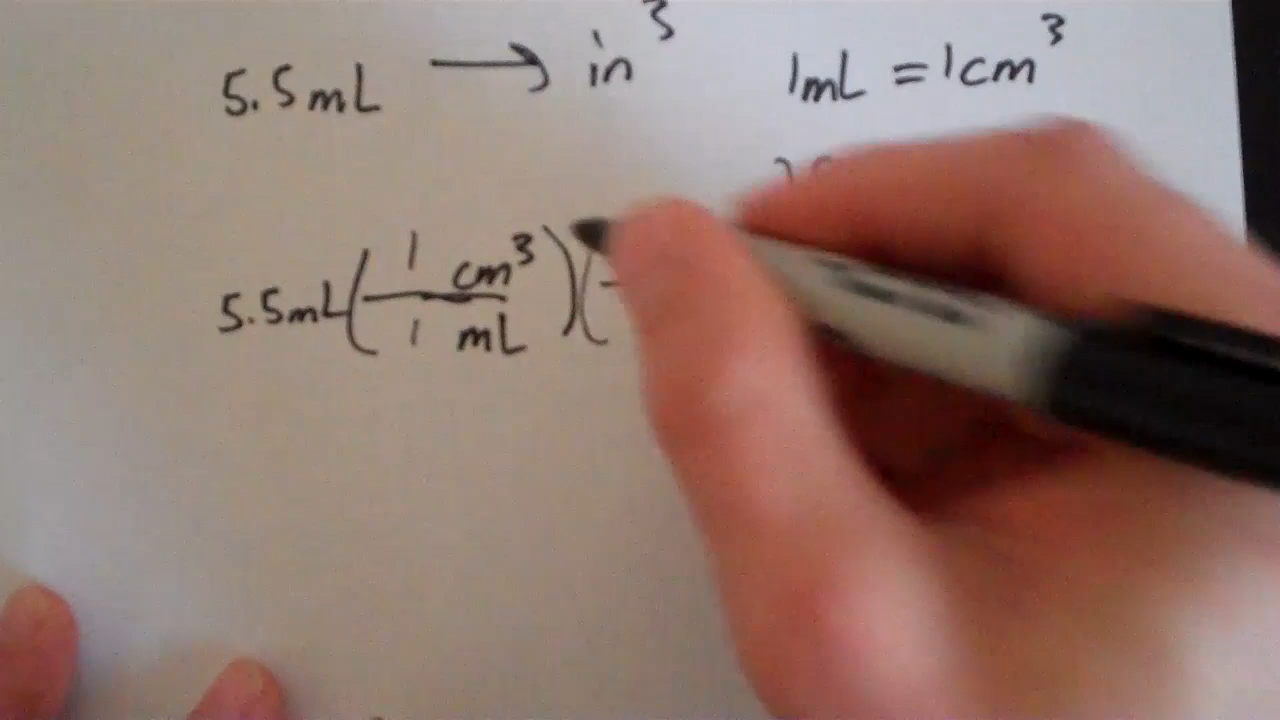 5.5mL → in³ 1mL = 1cm³
5.5mL(1 cm³
1 mL)(